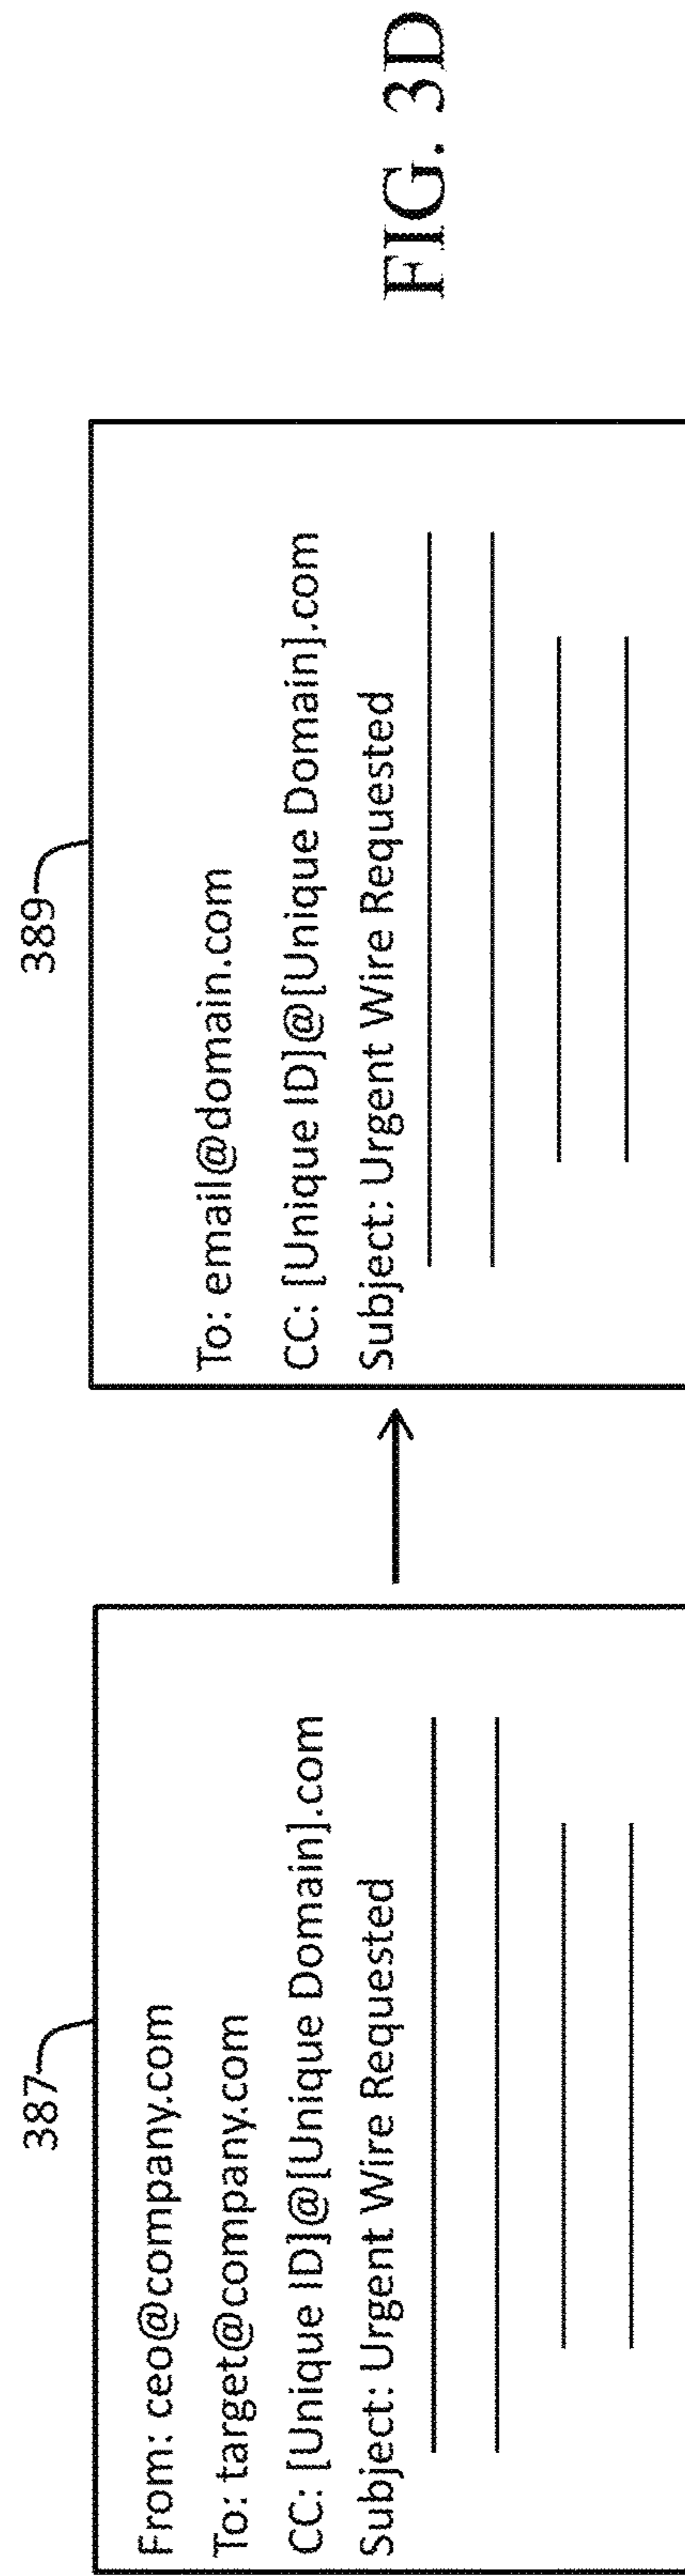 387
From: ceo@company.com
To: target@company.com
CC: [Unique ID]@[Unique Domain].com
Subject: Urgent Wire Requested
389
To: email@domain.com
CC: [Unique ID]@[Unique Domain].com
Subject: Urgent Wire Requested
FIG. 3D